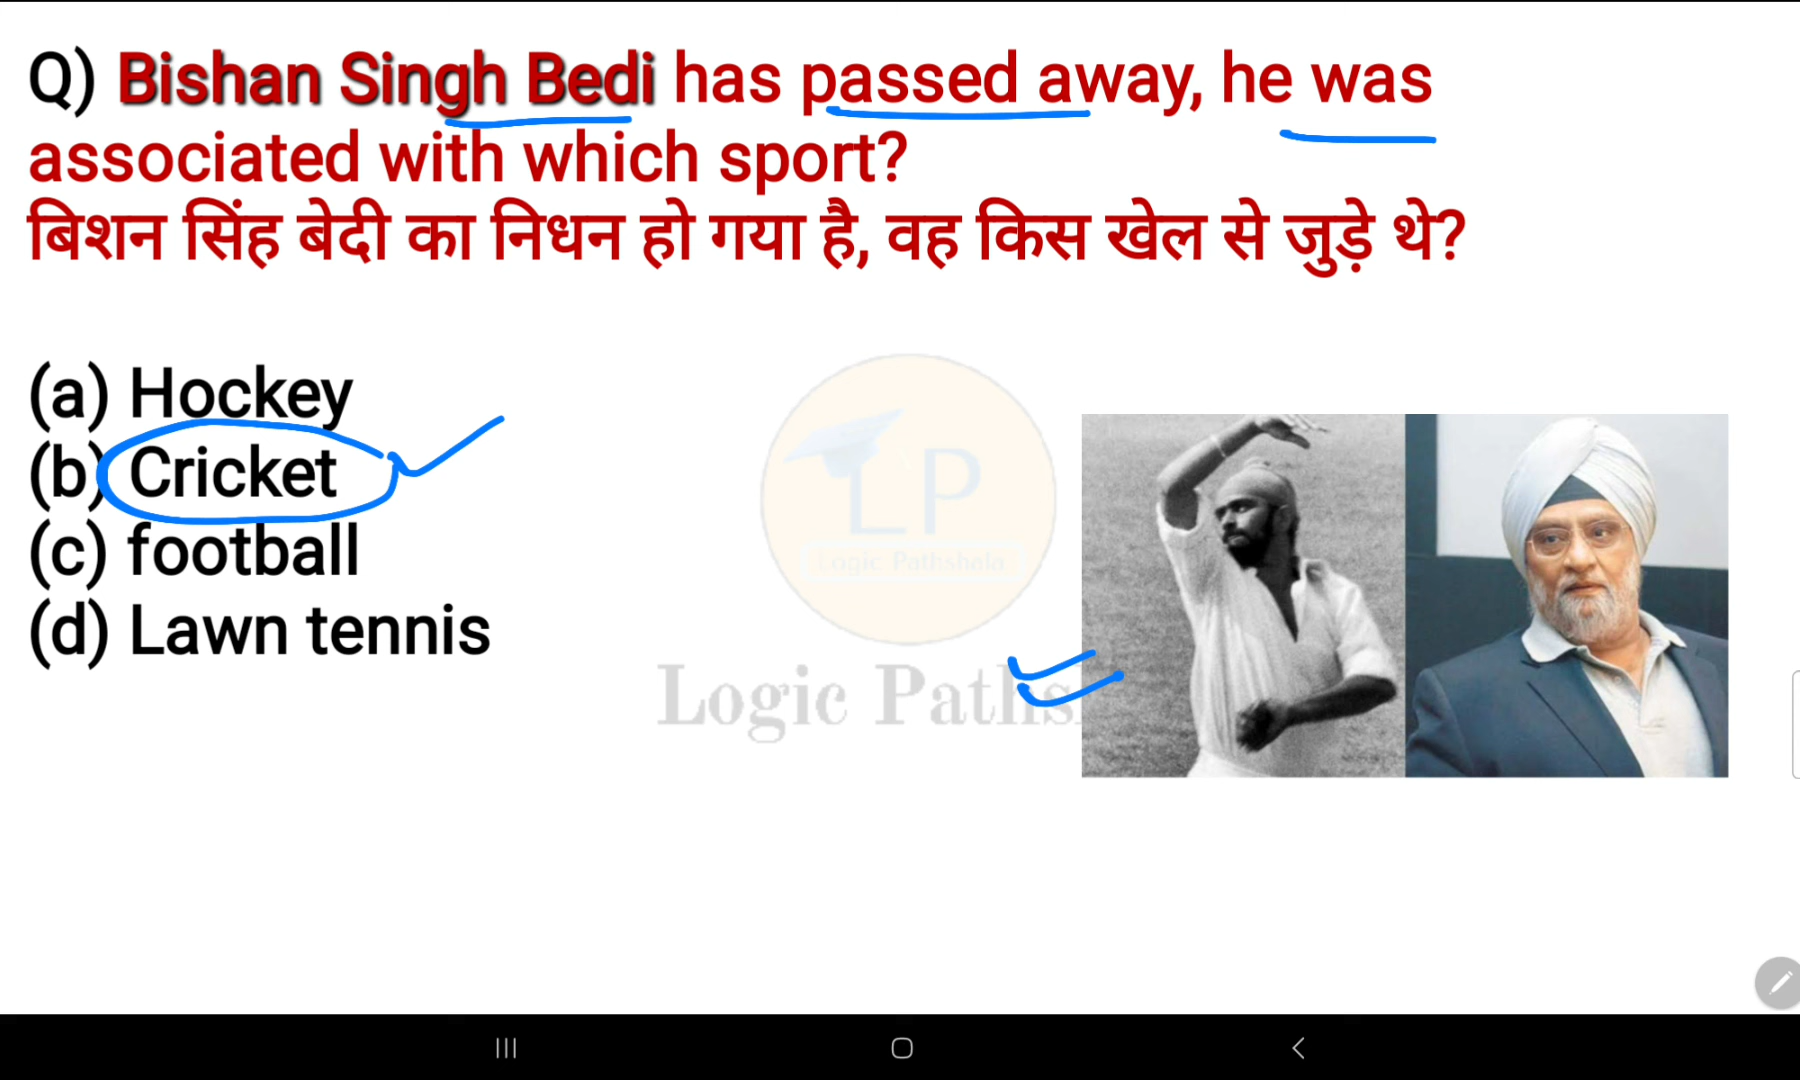 Q) Bishan Singh Bedi has passed away, he was
associated with which sport?
बिशन सिंह बेदी का निधन हो गया है, वह किस खेल से जुड़े थे?
(a) Hockey
(b) Cricket
(c) football
(d) Lawn tennis
LP
Logic Pathshala
Logic Paths